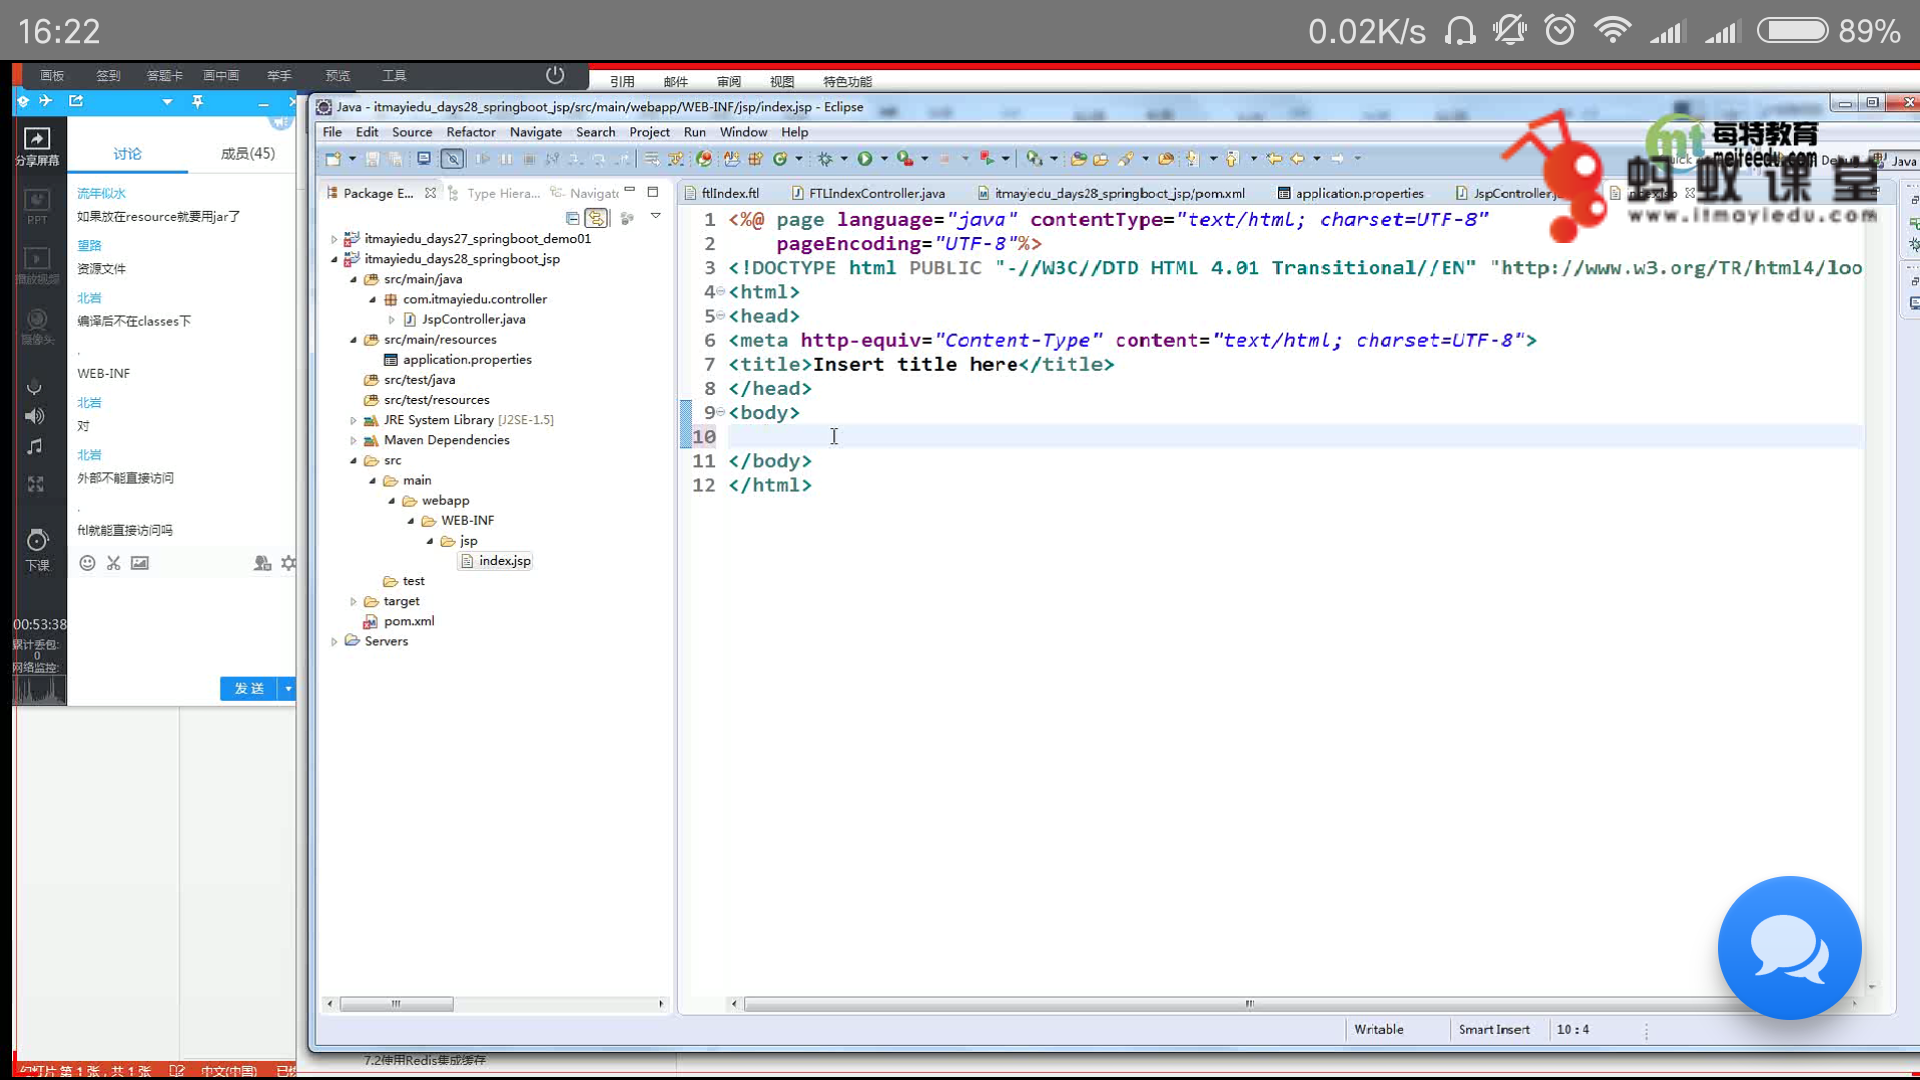 16:22
0.02K/s
89%
画板 签到 答题卡 画中画 举手 预览 工具
引用 邮件 审阅 视图 特色功能
Java - itmayiedu_days28_springboot_jsp/src/main/webapp/WEB-INF/jsp/index.jsp - Eclipse
File Edit Source Refactor Navigate Search Project Run Window Help
每特教育
meiteedu.com
蚂蚁课堂
www.itmayiedu.com
Java
分享屏幕
PPT
播放视频
摄像头
下课
00:53:38
累计丢包:
0
网络监控:
讨论 成员(45)
流年似水
如果放在resource就要用jar了
望路
资源文件
北岩
编译后不在classes下
.
WEB-INF
北岩
对
北岩
外部不能直接访问
.
ftl就能直接访问吗
发送
Package E... Type Hiera... Navigat
itmayiedu_days27_springboot_demo01
itmayiedu_days28_springboot_jsp
src/main/java
com.itmayiedu.controller
JspController.java
src/main/resources
application.properties
src/test/java
src/test/resources
JRE System Library [J2SE-1.5]
Maven Dependencies
src
main
webapp
WEB-INF
jsp
index.jsp
test
target
pom.xml
Servers
ftlIndex.ftl FTLIndexController.java itmayiedu_days28_springboot_jsp/pom.xml application.properties JspController.j
1 <%@ page language="java" contentType="text/html; charset=UTF-8"
2 pageEncoding="UTF-8"%>
3 <!DOCTYPE html PUBLIC "-//W3C//DTD HTML 4.01 Transitional//EN" "http://www.w3.org/TR/html4/loo
4 <html>
5 <head>
6 <meta http-equiv="Content-Type" content="text/html; charset=UTF-8">
7 <title>Insert title here</title>
8 </head>
9 <body>
10
11 </body>
12 </html>
Writable Smart Insert 10 : 4
7.2使用Redis集成缓存
幻灯片 第 1 张，共 1 张 中文(中国)